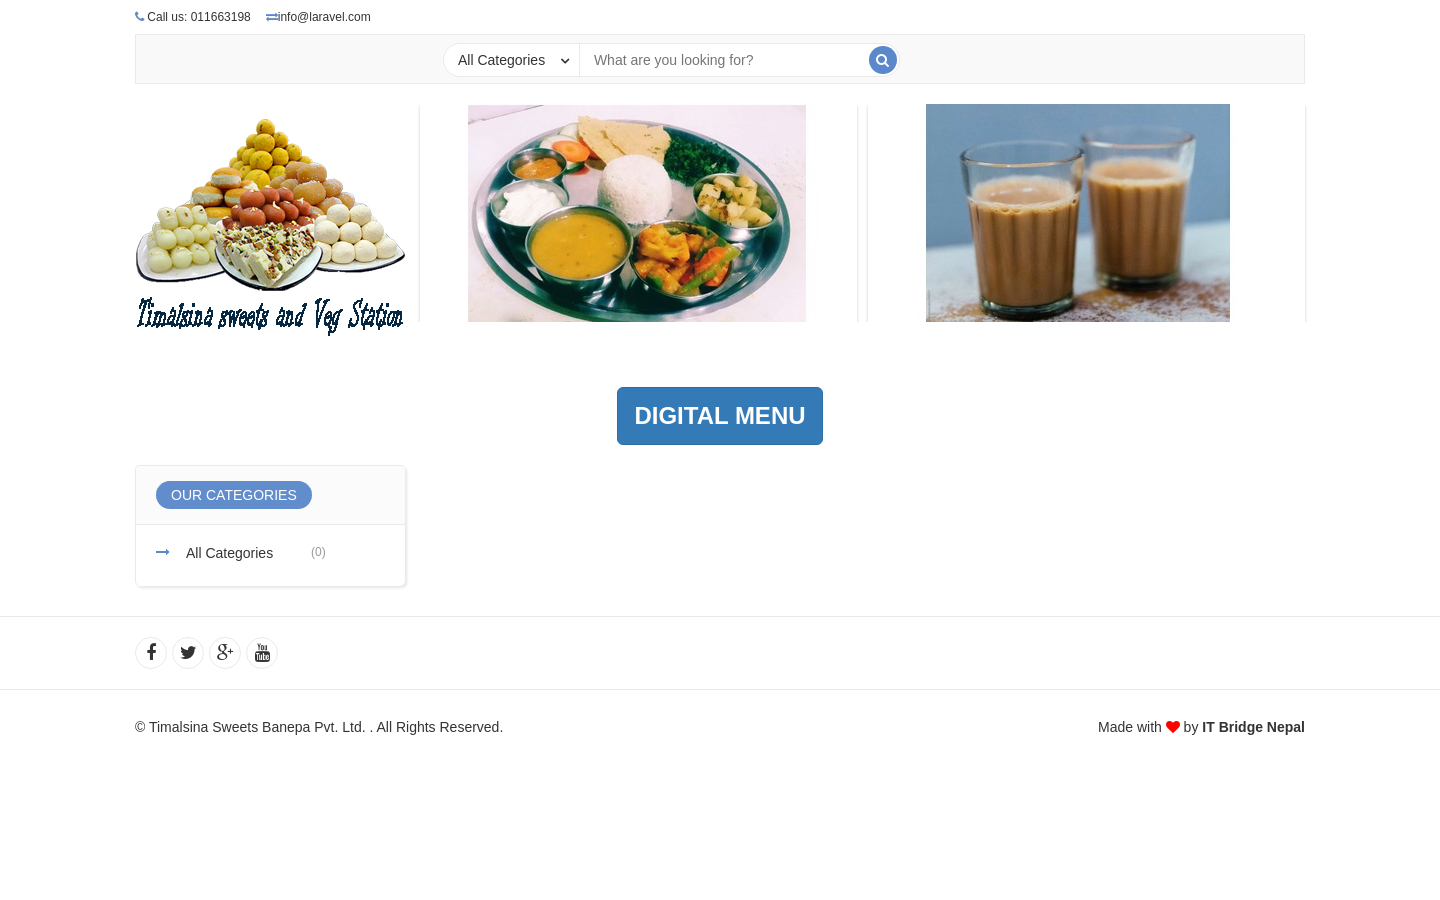 Call us: 011663198
info@laravel.com
All Categories
What are you looking for?
Timalsina sweets and Veg Station
DIGITAL MENU
OUR CATEGORIES
All Categories (0)
© Timalsina Sweets Banepa Pvt. Ltd. . All Rights Reserved.
Made with by IT Bridge Nepal